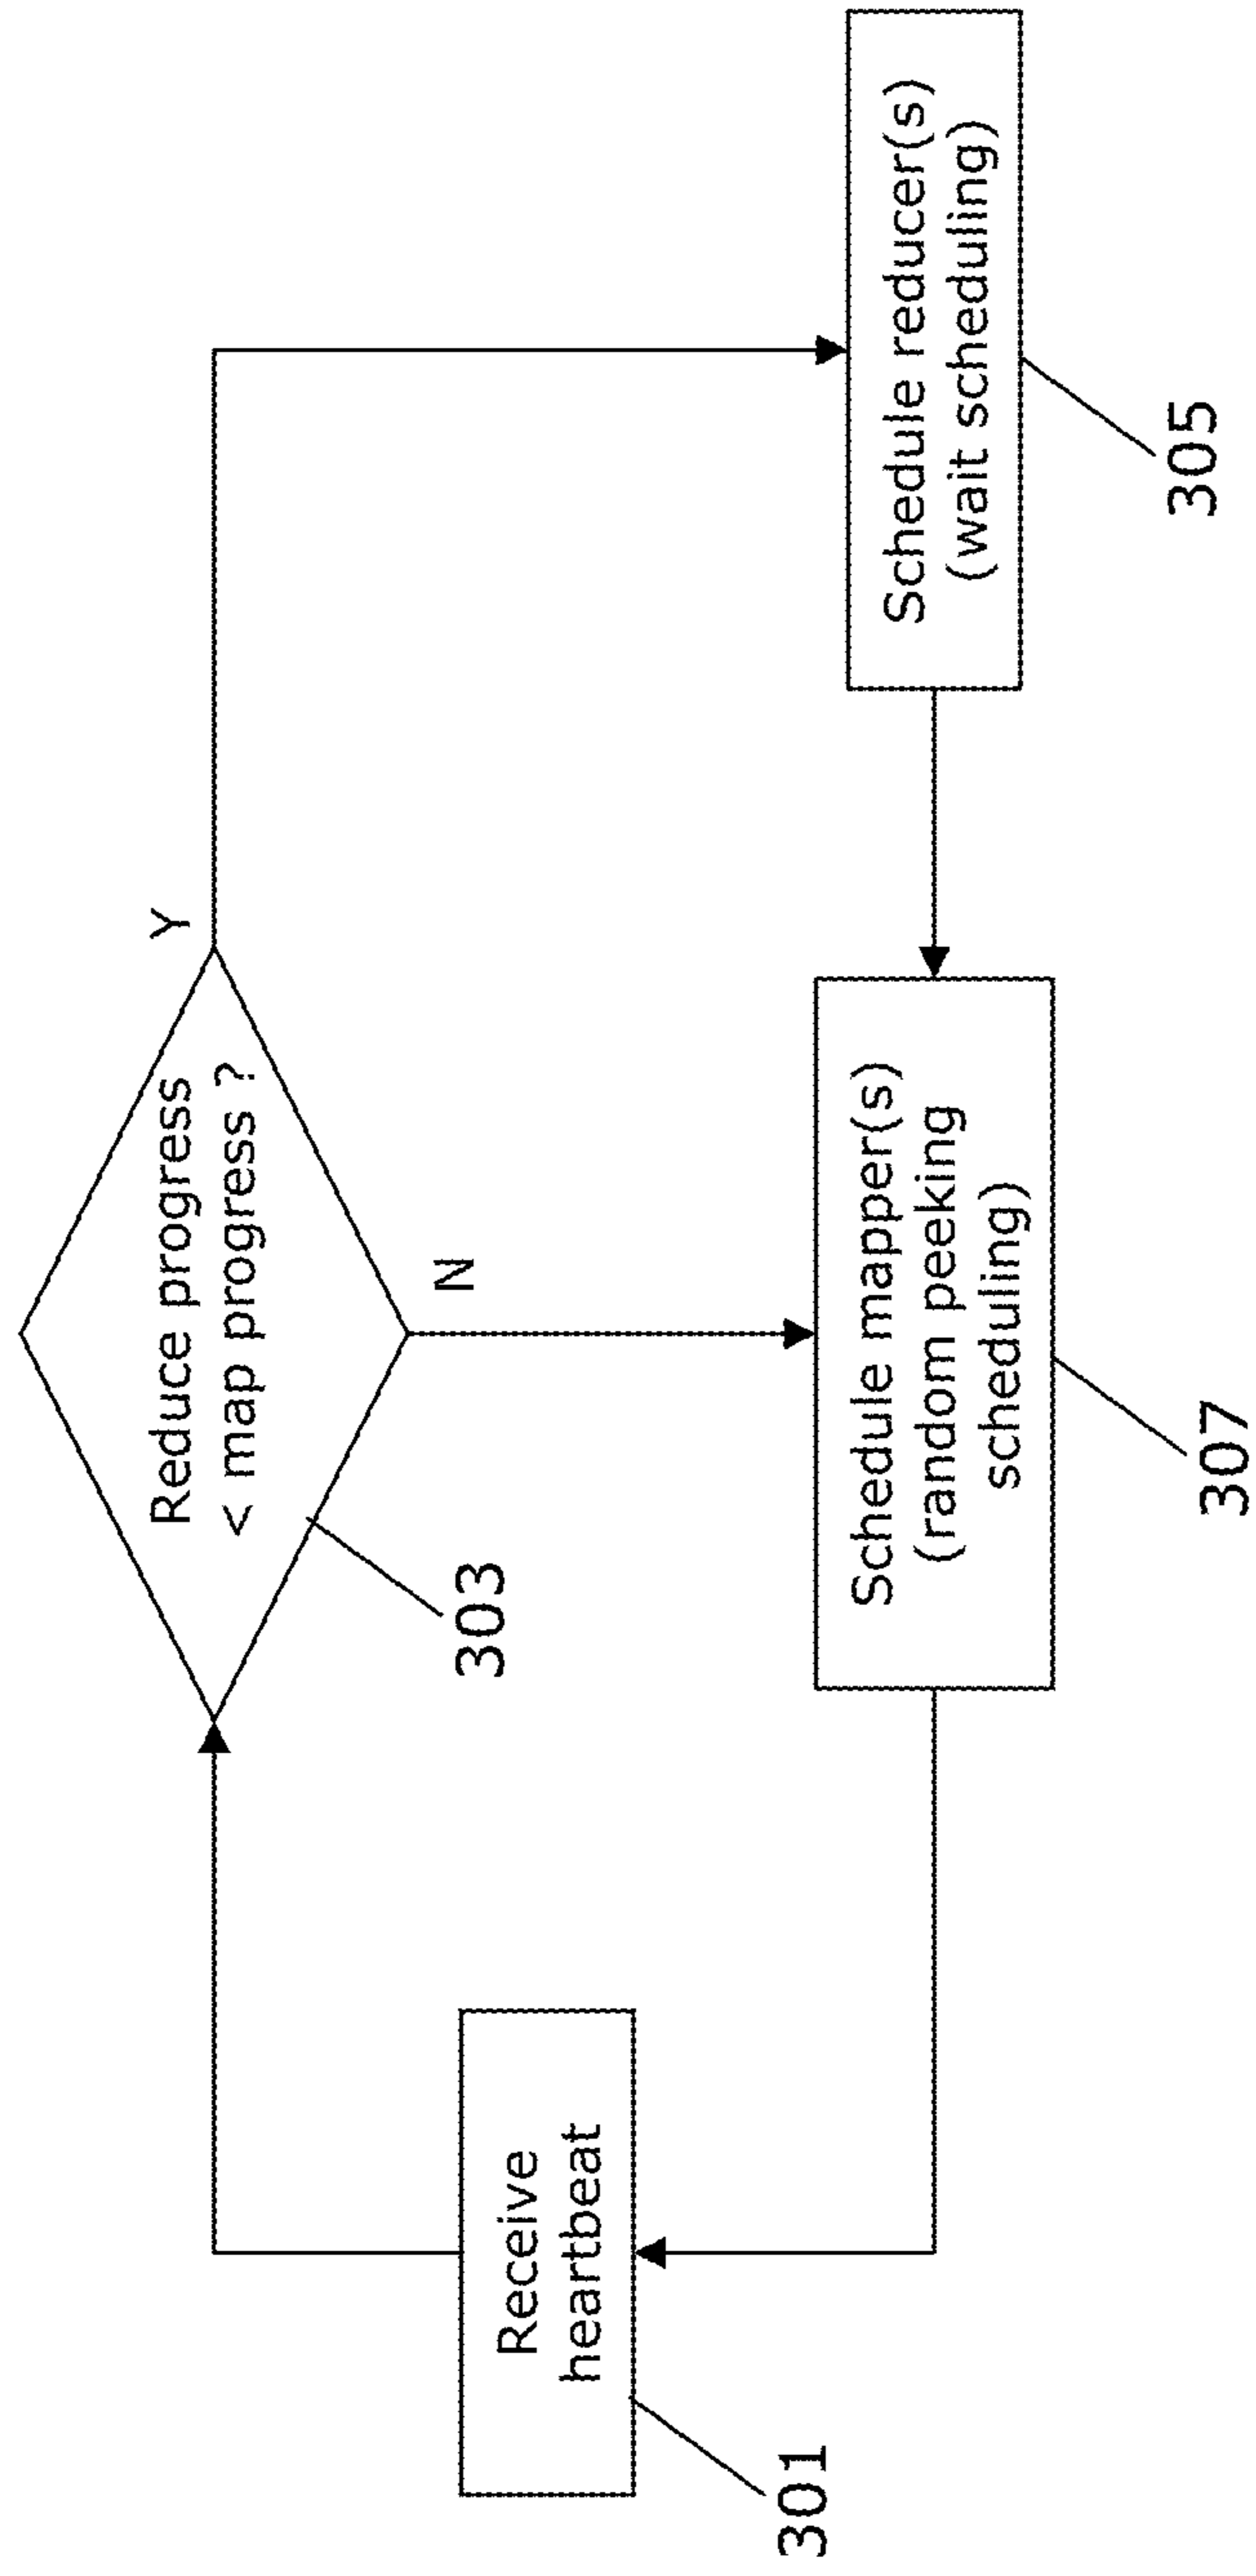 Receive
heartbeat
301
Reduce progress
< map progress ?
303
Y
N
Schedule reducer(s)
(wait scheduling)
305
Schedule mapper(s)
(random peeking
scheduling)
307